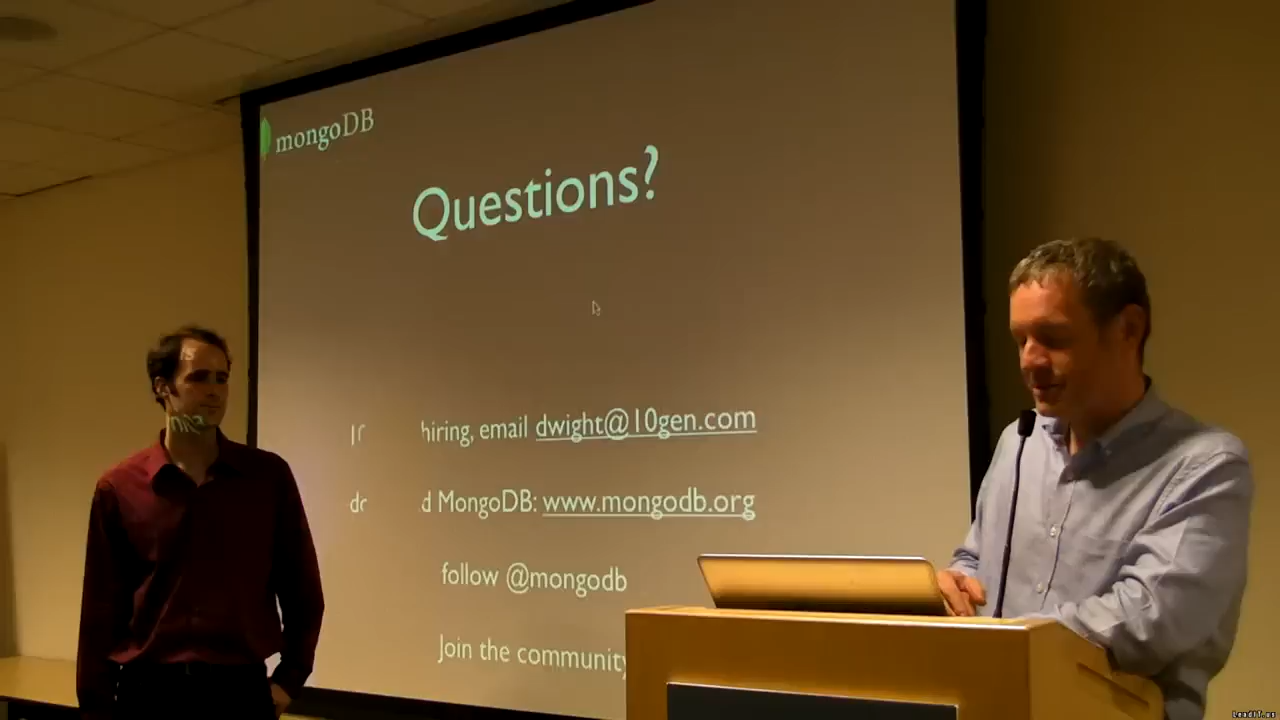 mongoDB
Questions?
hiring, email dwight@10gen.com
MongoDB: www.mongodb.org
follow @mongodb
Join the community